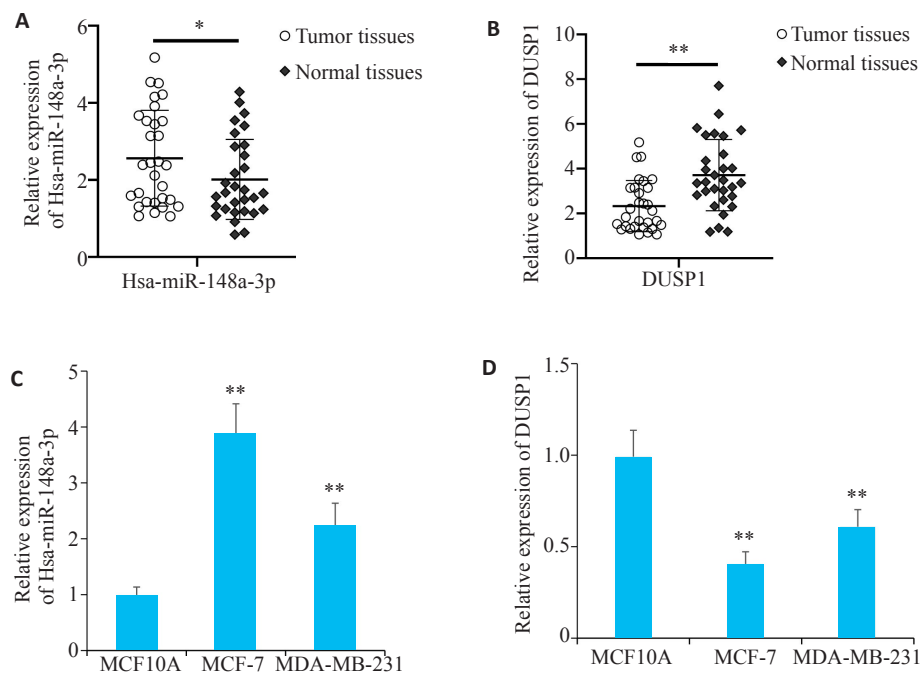 A
Relative expression
of Hsa-miR-148a-3p
6
4
2
0
*
Tumor tissues
Normal tissues
Hsa-miR-148a-3p
B
Relative expression of DUSP1
10
8
6
4
2
0
**
Tumor tissues
Normal tissues
DUSP1
C
Relative expression
of Hsa-miR-148a-3p
5
4
3
2
1
0
**
**
MCF10A MCF-7 MDA-MB-231
D
Relative expression of DUSP1
1.5
1.0
0.5
0
**
**
MCF10A MCF-7 MDA-MB-231